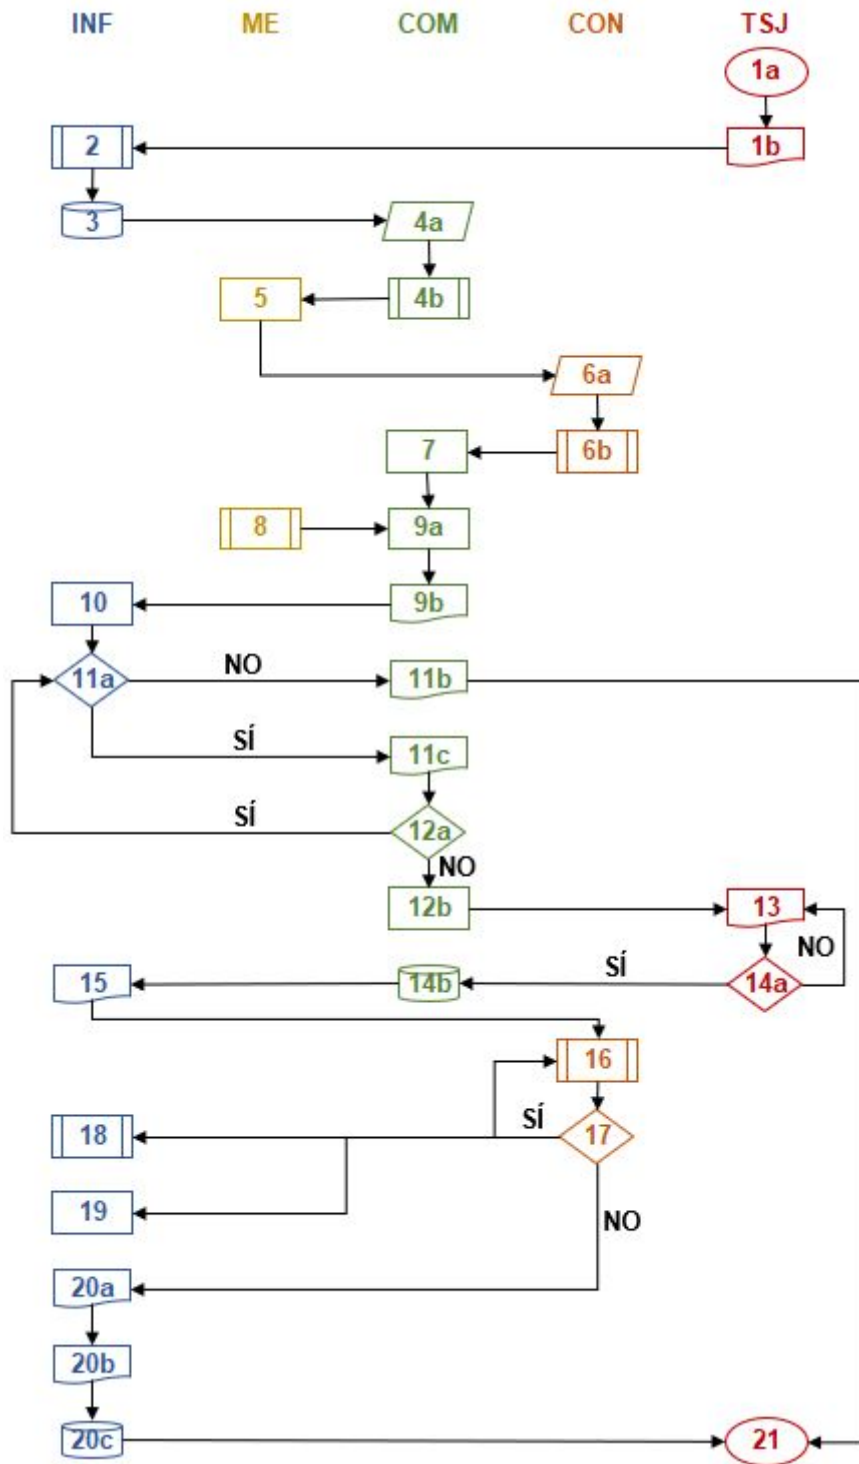 INF ME COM CON TSJ
1a
2 1b
3 4a
5 4b
6a
7 6b
8 9a
10 9b
11a NO 11b
SÍ 11c
SÍ 12a
NO
12b 13
NO
15 14b SÍ 14a
16
18 SÍ 17
19 NO
20a
20b
20c 21